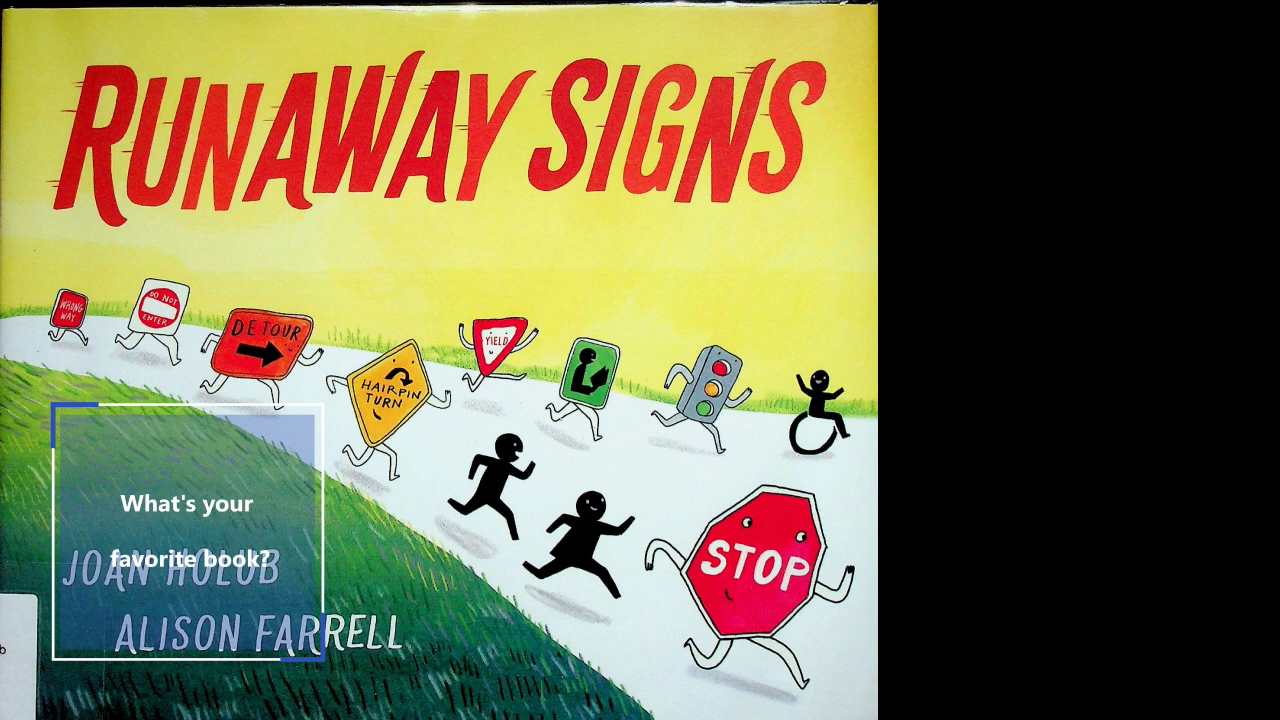 RUNAWAY SIGNS
WRONG
WAY
DO NOT
ENTER
DETOUR
HAIRPIN
TURN
YIELD
STOP
What's your
favorite book?
JOAN HOLUB
ALISON FARRELL
b